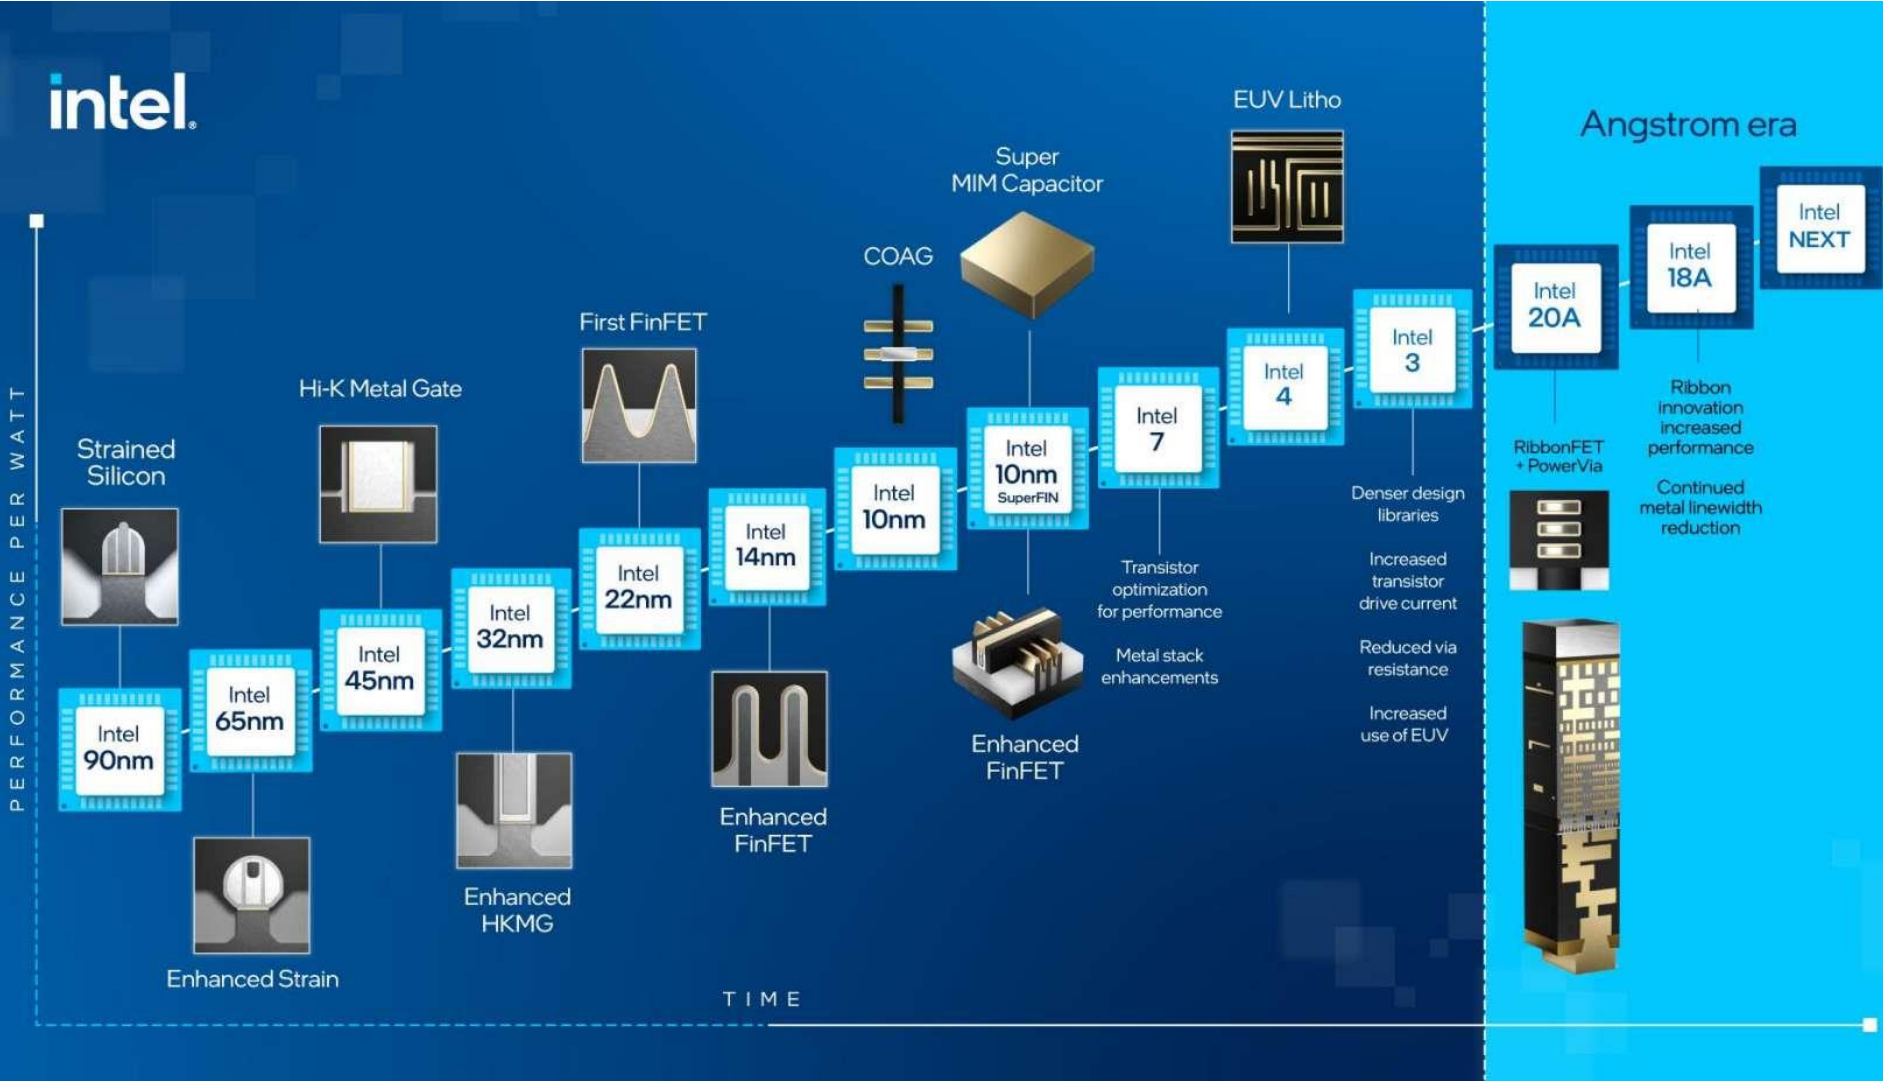 intel.
Angstrom era
PERFORMANCE PER WATT
TIME
Strained
Silicon
Intel
90nm
Intel
65nm
Enhanced Strain
Hi-K Metal Gate
Intel
45nm
Intel
32nm
Enhanced
HKMG
First FinFET
Intel
22nm
Intel
14nm
Enhanced
FinFET
COAG
Intel
10nm
Super
MIM Capacitor
Intel
10nm
SuperFIN
Enhanced
FinFET
Intel
7
Transistor
optimization
for performance
Metal stack
enhancements
EUV Litho
Intel
4
Intel
3
Denser design
libraries
Increased
transistor
drive current
Reduced via
resistance
Increased
use of EUV
Intel
20A
RibbonFET
+ PowerVia
Intel
18A
Ribbon
innovation
increased
performance
Continued
metal linewidth
reduction
Intel
NEXT